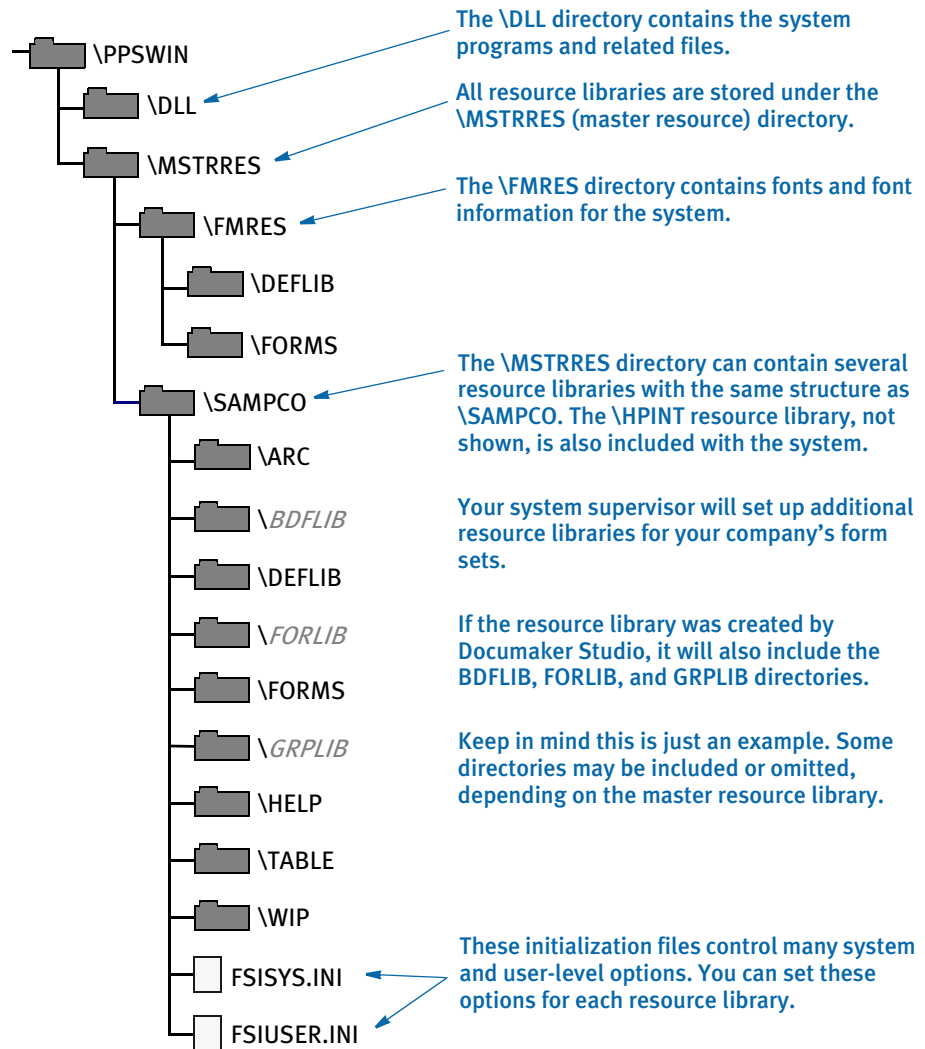 \PPSWIN
The \DLL directory contains the system
programs and related files.
\DLL
All resource libraries are stored under the
\MSTRRES (master resource) directory.
\MSTRRES
The \FMRES directory contains fonts and font
information for the system.
\FMRES
\DEFLIB
\FORMS
The \MSTRRES directory can contain several
resource libraries with the same structure as
\SAMPCO. The \HPINT resource library, not
shown, is also included with the system.
\SAMPCO
\ARC
Your system supervisor will set up additional
resource libraries for your company’s form
sets.
\BDFLIB
\DEFLIB
If the resource library was created by
Documaker Studio, it will also include the
BDFLIB, FORLIB, and GRPLIB directories.
\FORLIB
\FORMS
Keep in mind this is just an example. Some
directories may be included or omitted,
depending on the master resource library.
\GRPLIB
\HELP
\TABLE
\WIP
These initialization files control many system
and user-level options. You can set these
options for each resource library.
FSISYS.INI
FSIUSER.INI